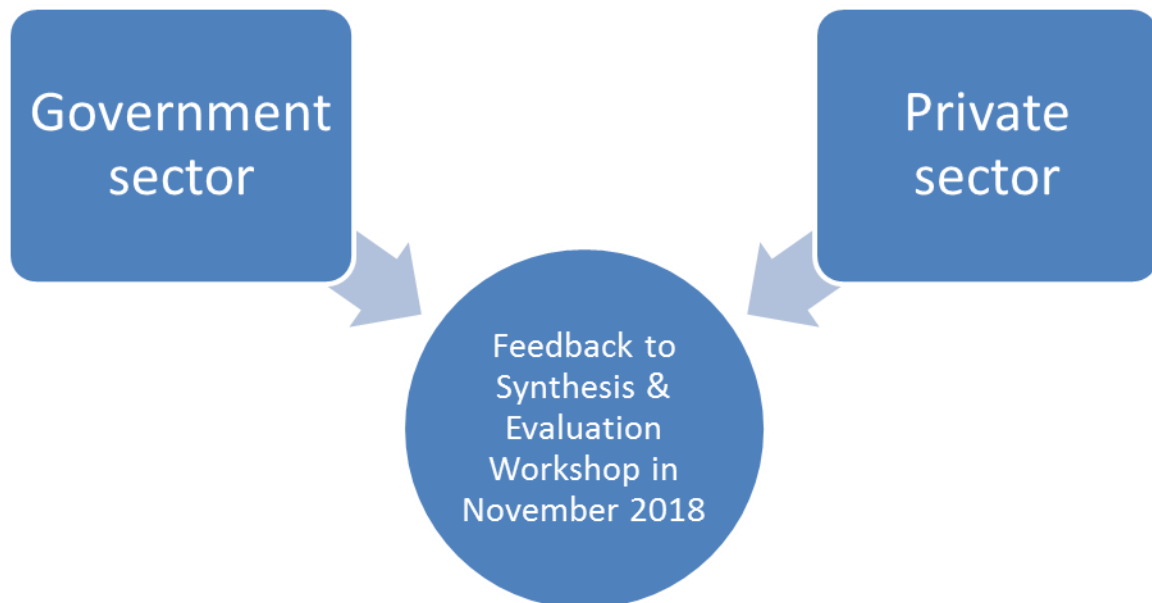 Government
sector
Private
sector
Feedback to
Synthesis &
Evaluation
Workshop in
November 2018